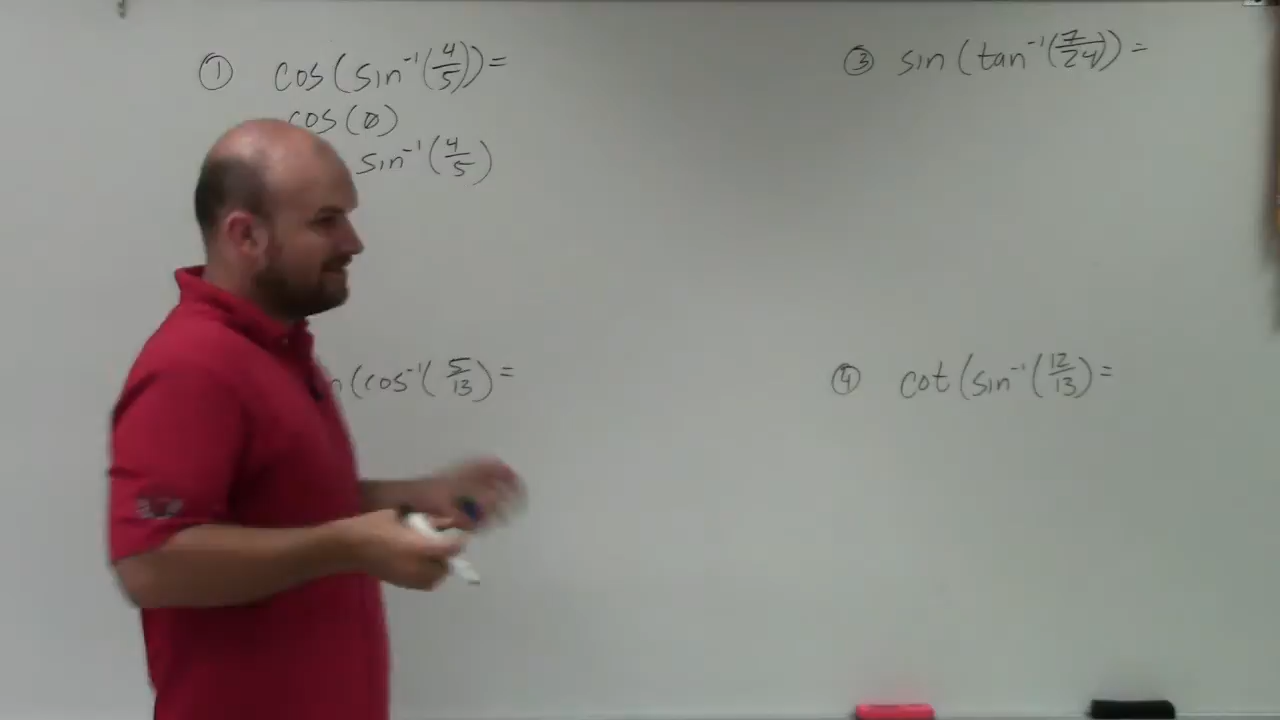 ① cos(sin⁻¹(4/5))=
cos(θ)
sin⁻¹(4/5)
n(cos⁻¹(5/13)=
③ sin(tan⁻¹(7/24))=
④ cot(sin⁻¹(12/13)=